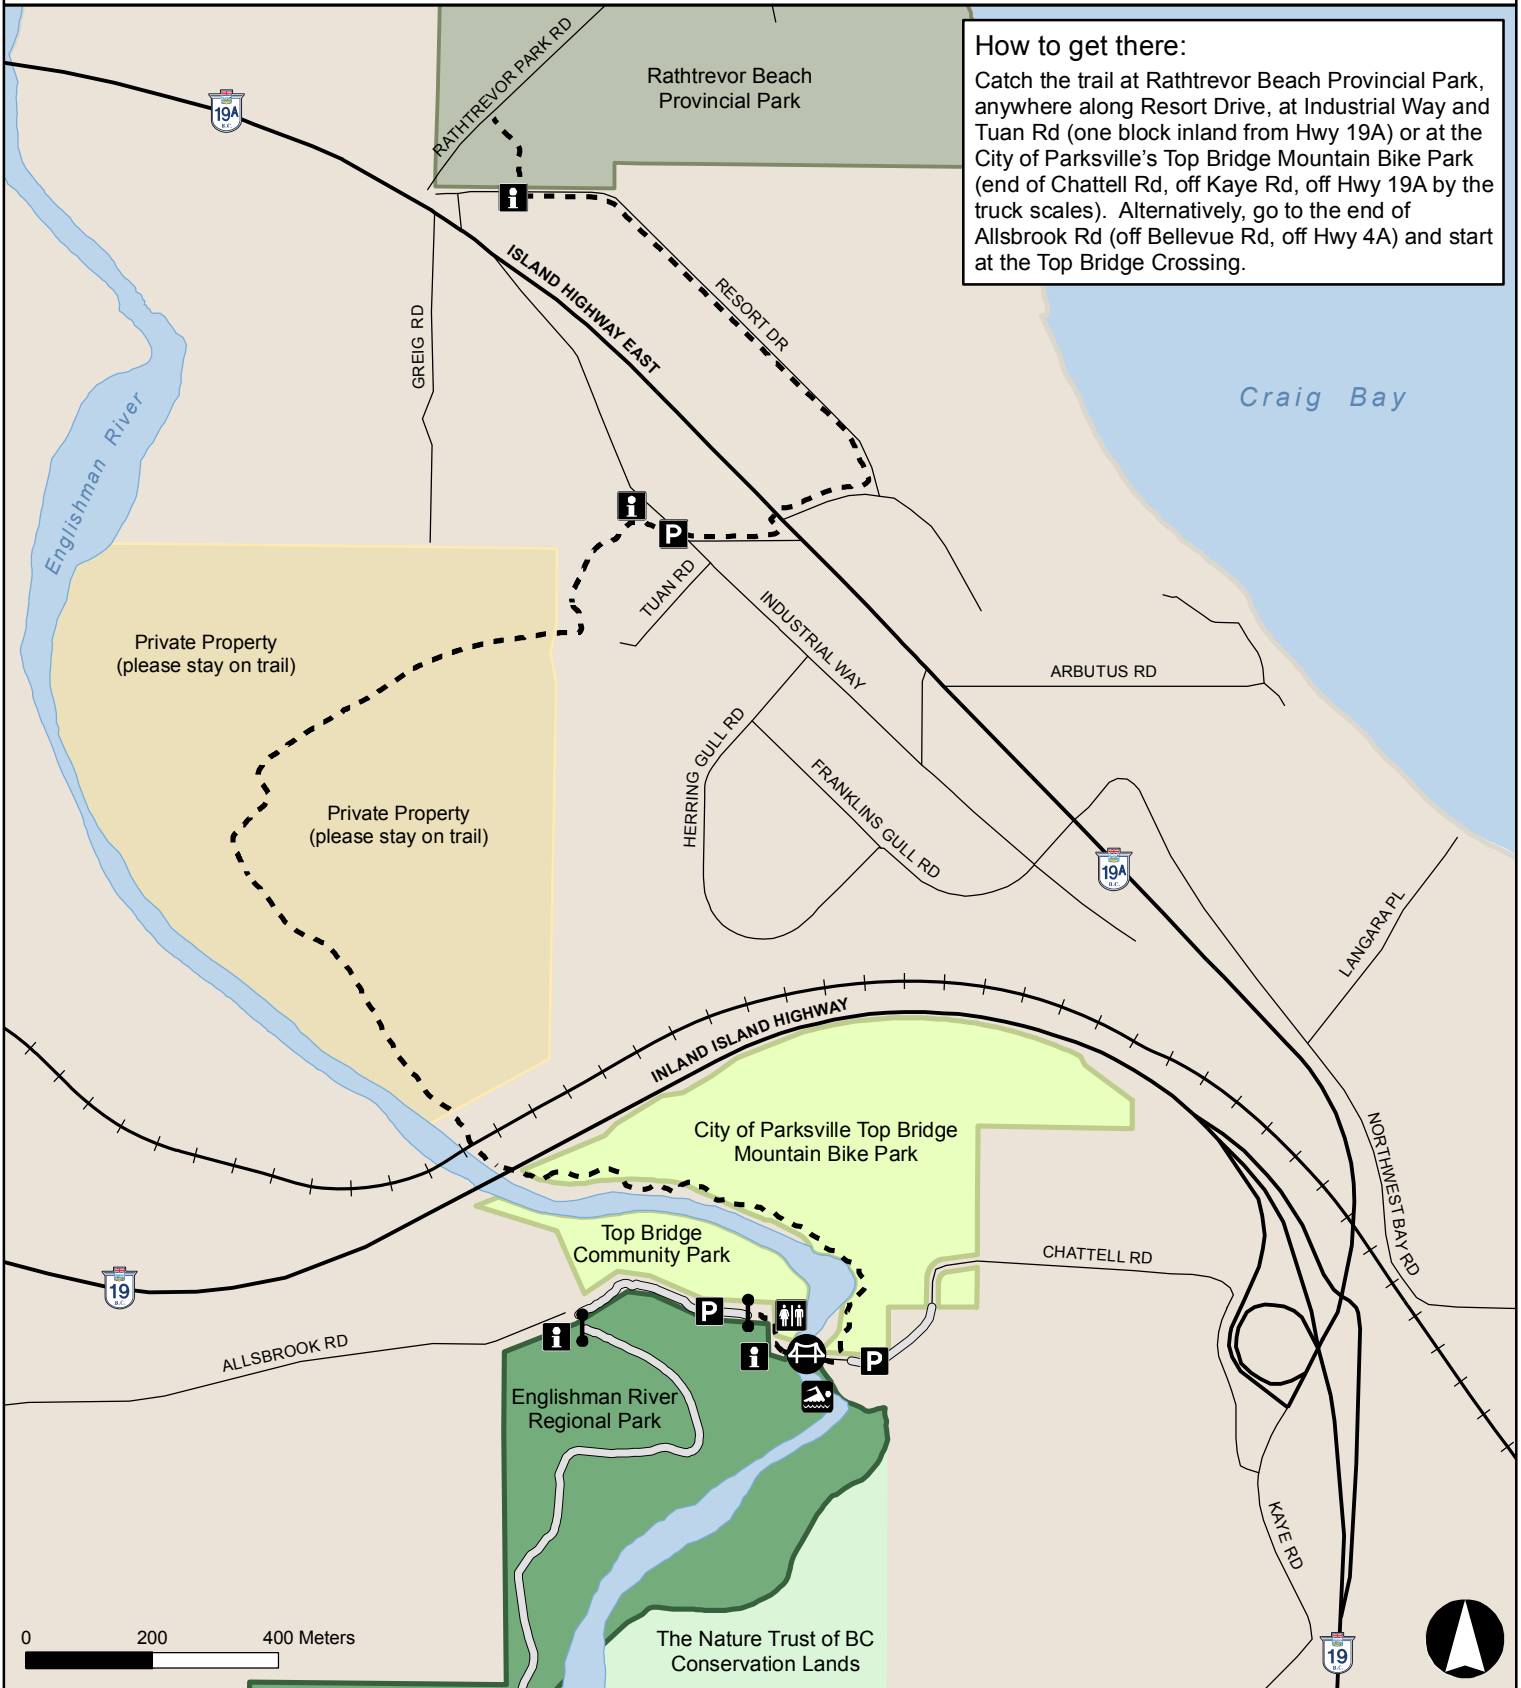 How to get there:
Catch the trail at Rathtrevor Beach Provincial Park,
anywhere along Resort Drive, at Industrial Way and
Tuan Rd (one block inland from Hwy 19A) or at the
City of Parksville's Top Bridge Mountain Bike Park
(end of Chattell Rd, off Kaye Rd, off Hwy 19A by the
truck scales).  Alternatively, go to the end of
Allsbrook Rd (off Bellevue Rd, off Hwy 4A) and start
at the Top Bridge Crossing.
RATHTREVOR PARK RD
Rathtrevor Beach
Provincial Park
19A
B.C.
i
ISLAND HIGHWAY EAST
RESORT DR
GREIG RD
Craig Bay
Englishman River
i
P
TUAN RD
INDUSTRIAL WAY
Private Property
(please stay on trail)
ARBUTUS RD
HERRING GULL RD
FRANKLINS GULL RD
Private Property
(please stay on trail)
19A
B.C.
LANGARA PL
INLAND ISLAND HIGHWAY
City of Parksville Top Bridge
Mountain Bike Park
NORTHWEST BAY RD
Top Bridge
Community Park
CHATTELL RD
19
B.C.
P
i
ALLSBROOK RD
i
P
Englishman River
Regional Park
KAYE RD
The Nature Trust of BC
Conservation Lands
0 200 400 Meters
19
B.C.